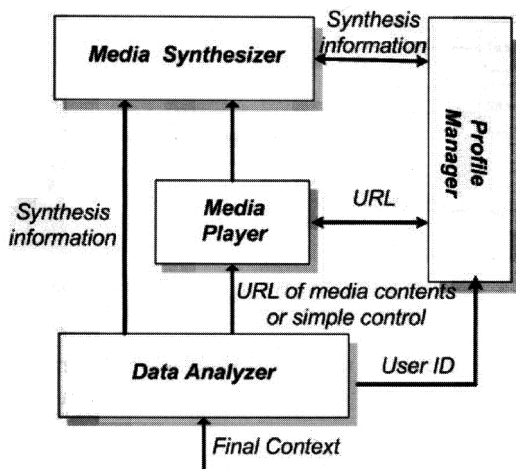 Synthesis
information
Media Synthesizer
Profile
Manager
Media
Player
URL
Synthesis
information
URL of media contents
or simple control
Data Analyzer
User ID
Final Context